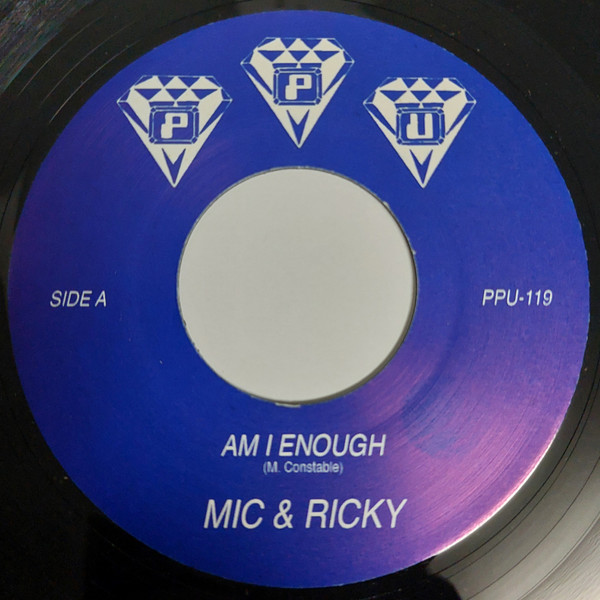 P P U
SIDE A
PPU-119
AM I ENOUGH
(M. Constable)
MIC & RICKY